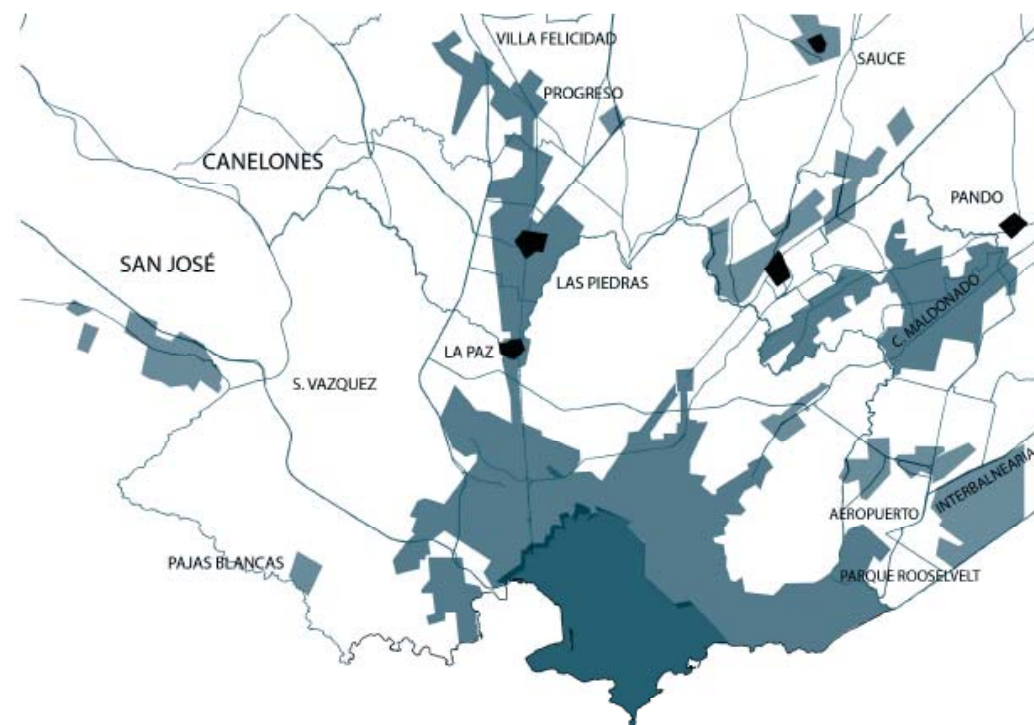 VILLA FELICIDAD
SAUCE
PROGRESO
CANELONES
PANDO
SAN JOSÉ
LAS PIEDRAS
C. MALDONADO
LA PAZ
S. VAZQUEZ
INTERBALNEARIA
AEROPUERTO
PAJAS BLANCAS
PARQUE ROOSELVELT